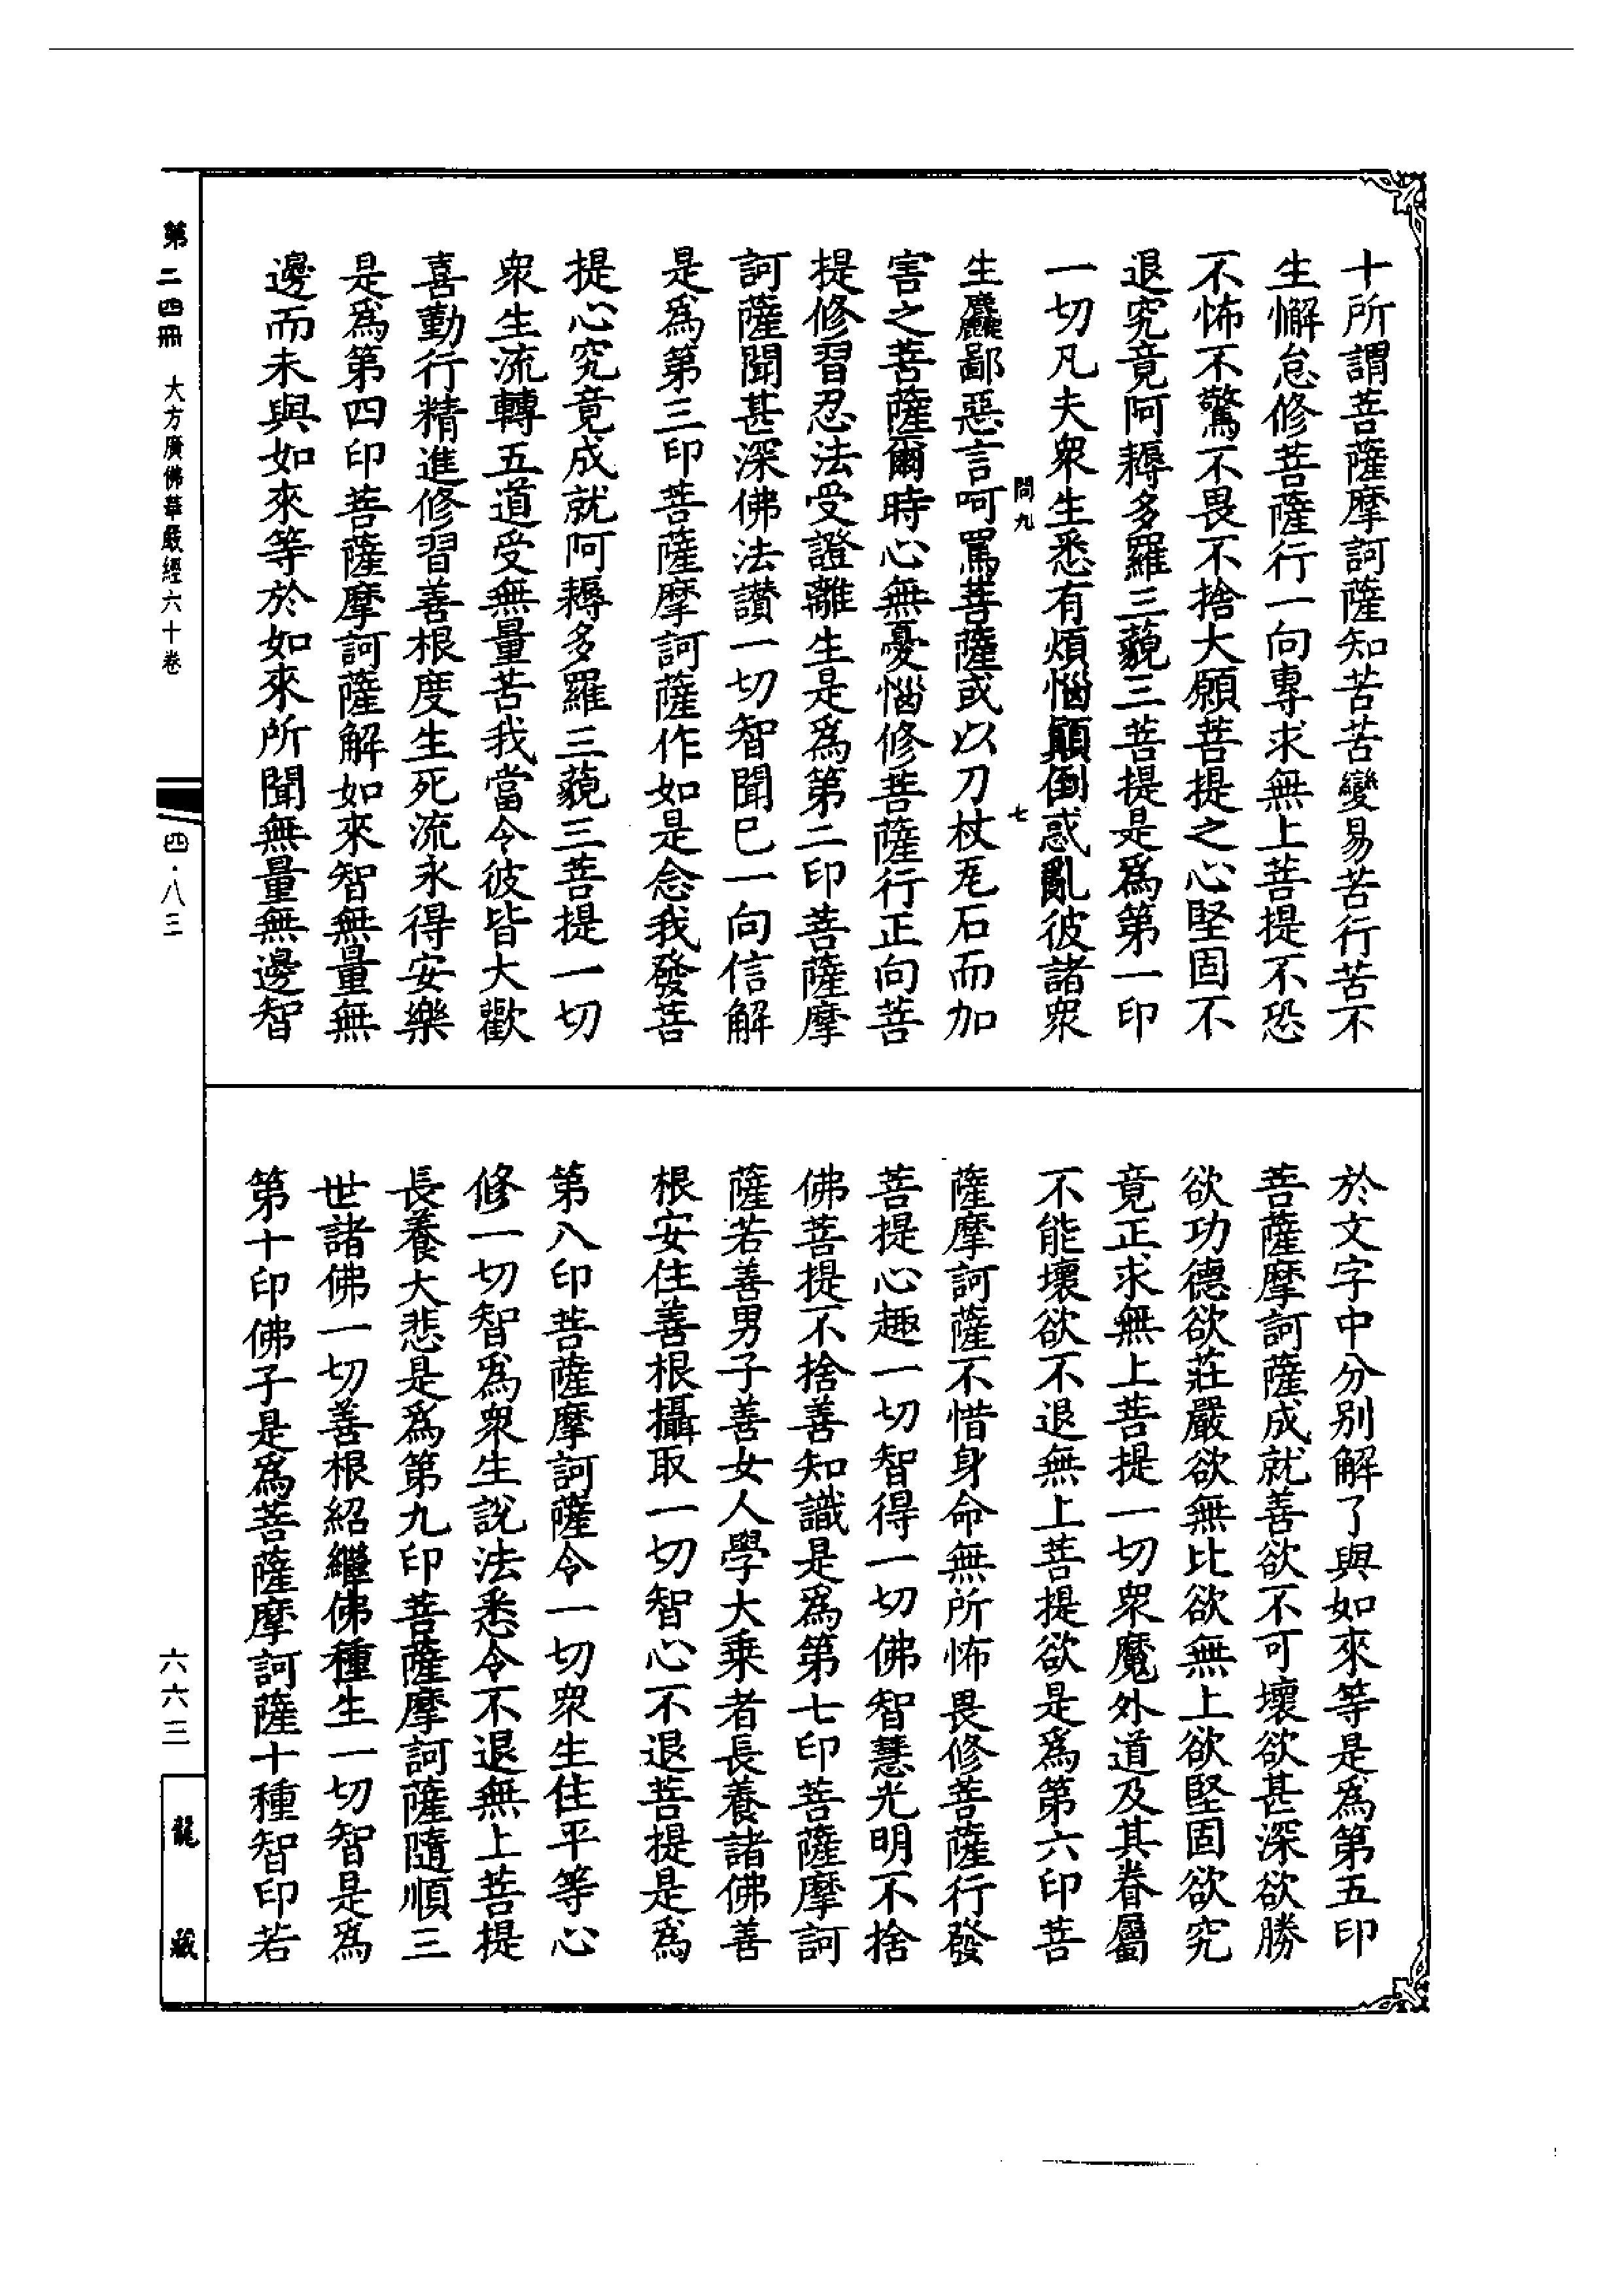 十所謂菩薩摩訶薩知苦苦變易苦行苦不
生懈怠修菩薩行一向專求無上菩提不恐
不怖不驚不畏不捨大願菩提之心堅固不
退究竟阿耨多羅三藐三菩提是爲第一印
一切凡夫衆生悉有煩惱顛倒惑亂彼諸衆
問九 七
生麤鄙惡言呵罵菩薩或以刀杖瓦石而加
害之菩薩爾時心無憂惱修菩薩行正向菩
提修習忍法受證離生是爲第二印菩薩摩
訶薩聞甚深佛法讃一切智聞已一向信解
是爲第三印菩薩摩訶薩作如是念我發菩
提心究竟成就阿耨多羅三藐三菩提一切
衆生流轉五道受無量苦我當令彼皆大歡
喜勤行精進修習善根度生死流永得安樂
是爲第四印菩薩摩訶薩解如來智無量無
邊而未與如來等於如來所聞無量無邊智
於文字中分别解了與如來等是爲第五印
菩薩摩訶薩成就善欲不可壞欲甚深欲勝
欲功德欲莊嚴欲無比欲無上欲堅固欲究
竟正求無上菩提一切衆魔外道及其眷屬
不能壞欲不退無上菩提欲是爲第六印菩
薩摩訶薩不惜身命無所怖畏修菩薩行發
菩提心趣一切智得一切佛智慧光明不捨
佛菩提不捨善知識是爲第七印菩薩摩訶
薩若善男子善女人學大乘者長養諸佛善
根安住善根攝取一切智心不退菩提是爲
第八印菩薩摩訶薩令一切衆生住平等心
修一切智爲衆生説法悉令不退無上菩提
長養大悲是爲第九印菩薩摩訶薩隨順三
世諸佛一切善根紹繼佛種生一切智是爲
第十印佛子是爲菩薩摩訶薩十種智印若
第二四冊 大方廣佛華嚴經六十卷 四·八三 六六三 龍藏